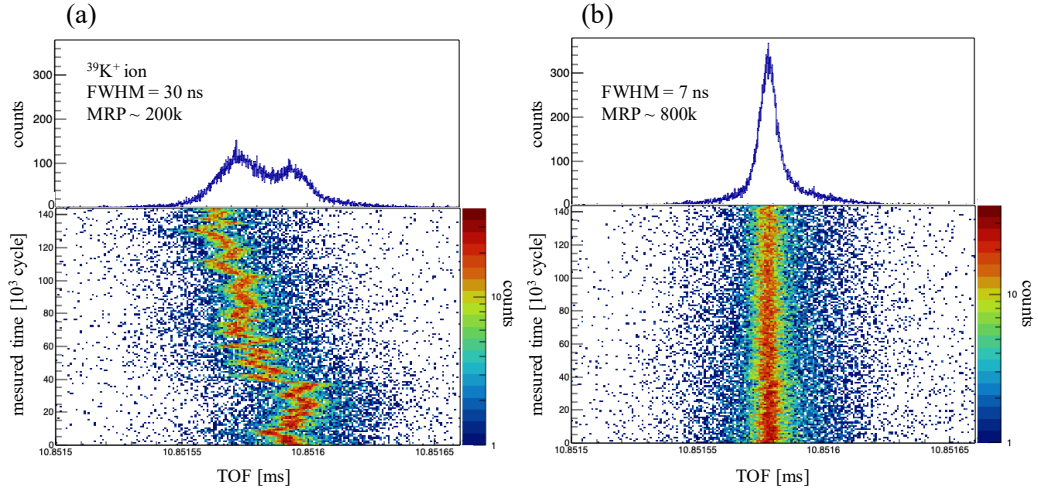 (a)
³⁹K⁺ ion
FWHM = 30 ns
MRP ~ 200k
counts
300
200
100
0
mesured time [10³ cycle]
140
120
100
80
60
40
20
0
10.8515
10.85155
10.8516
10.85165
TOF [ms]
10
1
counts
(b)
FWHM = 7 ns
MRP ~ 800k
counts
300
200
100
0
mesured time [10³ cycle]
140
120
100
80
60
40
20
0
10.8515
10.85155
10.8516
10.85165
TOF [ms]
10
1
counts